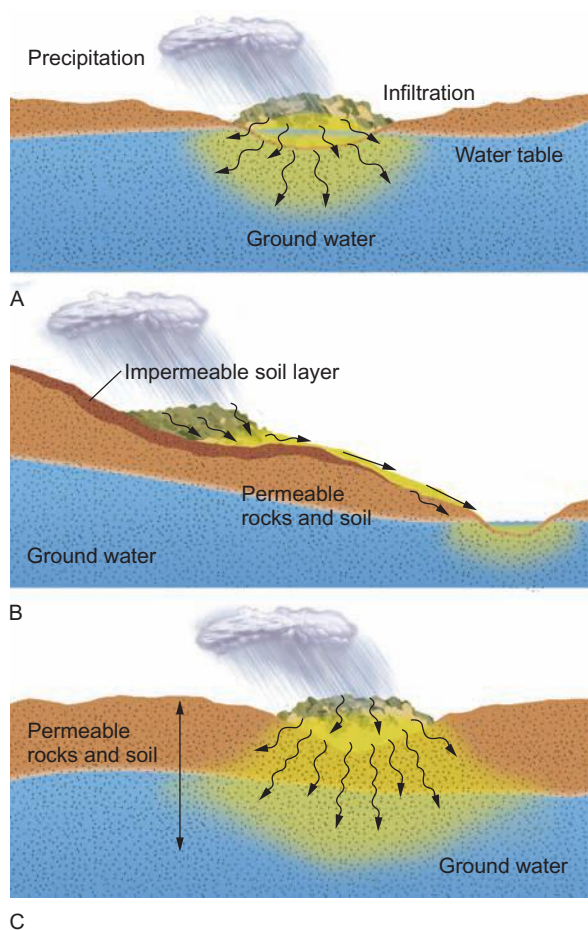 Precipitation
Infiltration
Water table
Ground water
A
Impermeable soil layer
Permeable
rocks and soil
Ground water
B
Permeable
rocks and soil
Ground water
C